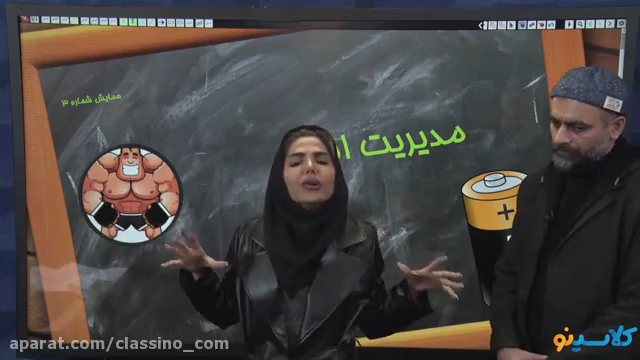 همایش شماره ۳
مدیریت
+
کلاسینو
aparat.com/classino_com